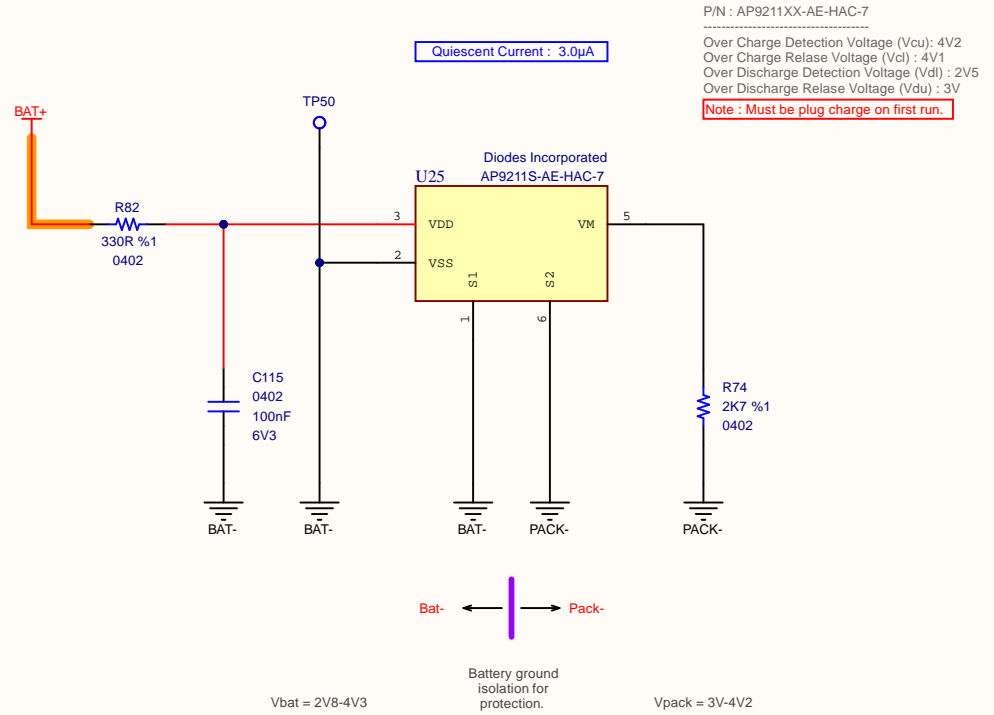 P/N : AP9211XX-AE-HAC-7
-------------------------------------
Over Charge Detection Voltage (Vcu): 4V2
Over Charge Relase Voltage (Vcl) : 4V1
Over Discharge Detection Voltage (Vdl) : 2V5
Over Discharge Relase Voltage (Vdu) : 3V
Note : Must be plug charge on first run.
Quiescent Current :  3.0µA
BAT+
TP50
Diodes Incorporated
U25
AP9211S-AE-HAC-7
R82
330R %1
0402
3
VDD
VM
5
2
VSS
S1
S2
1
6
C115
0402
100nF
6V3
R74
2K7 %1
0402
BAT-
BAT-
BAT-
PACK-
PACK-
Bat-
Pack-
Battery ground
isolation for
protection.
Vbat = 2V8-4V3
Vpack = 3V-4V2